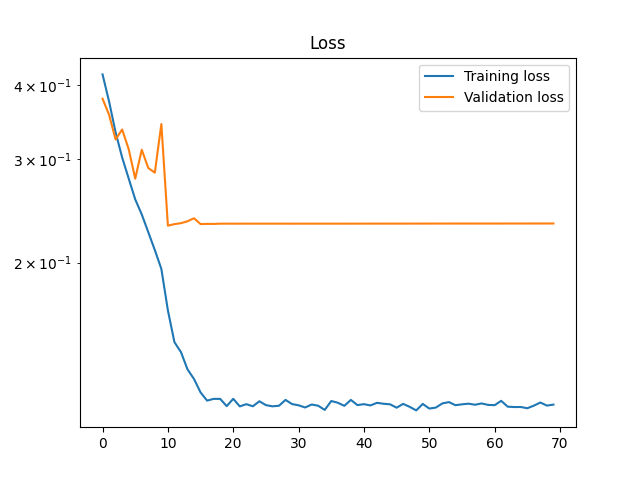 Loss
Training loss
Validation loss
4 × 10⁻¹
3 × 10⁻¹
2 × 10⁻¹
0 10 20 30 40 50 60 70